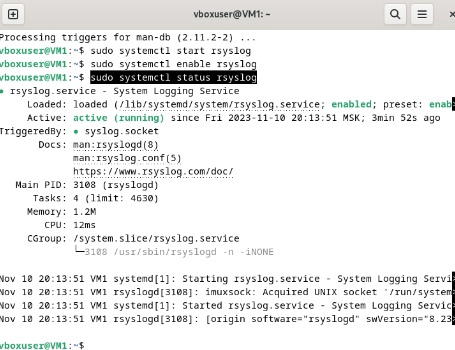 vboxuser@VM1: ~
Processing triggers for man-db (2.11.2-2) ...
vboxuser@VM1:~$ sudo systemctl start rsyslog
vboxuser@VM1:~$ sudo systemctl enable rsyslog
vboxuser@VM1:~$ sudo systemctl status rsyslog
● rsyslog.service - System Logging Service
Loaded: loaded (/lib/systemd/system/rsyslog.service; enabled; preset: enab
Active: active (running) since Fri 2023-11-10 20:13:51 MSK; 3min 52s ago
TriggeredBy: ● syslog.socket
Docs: man:rsyslogd(8)
man:rsyslog.conf(5)
https://www.rsyslog.com/doc/
Main PID: 3108 (rsyslogd)
Tasks: 4 (limit: 4630)
Memory: 1.2M
CPU: 12ms
CGroup: /system.slice/rsyslog.service
└─3108 /usr/sbin/rsyslogd -n -iNONE
Nov 10 20:13:51 VM1 systemd[1]: Starting rsyslog.service - System Logging Servi
Nov 10 20:13:51 VM1 rsyslogd[3108]: imuxsock: Acquired UNIX socket '/run/system
Nov 10 20:13:51 VM1 systemd[1]: Started rsyslog.service - System Logging Servic
Nov 10 20:13:51 VM1 rsyslogd[3108]: [origin software="rsyslogd" swVersion="8.23
vboxuser@VM1:~$